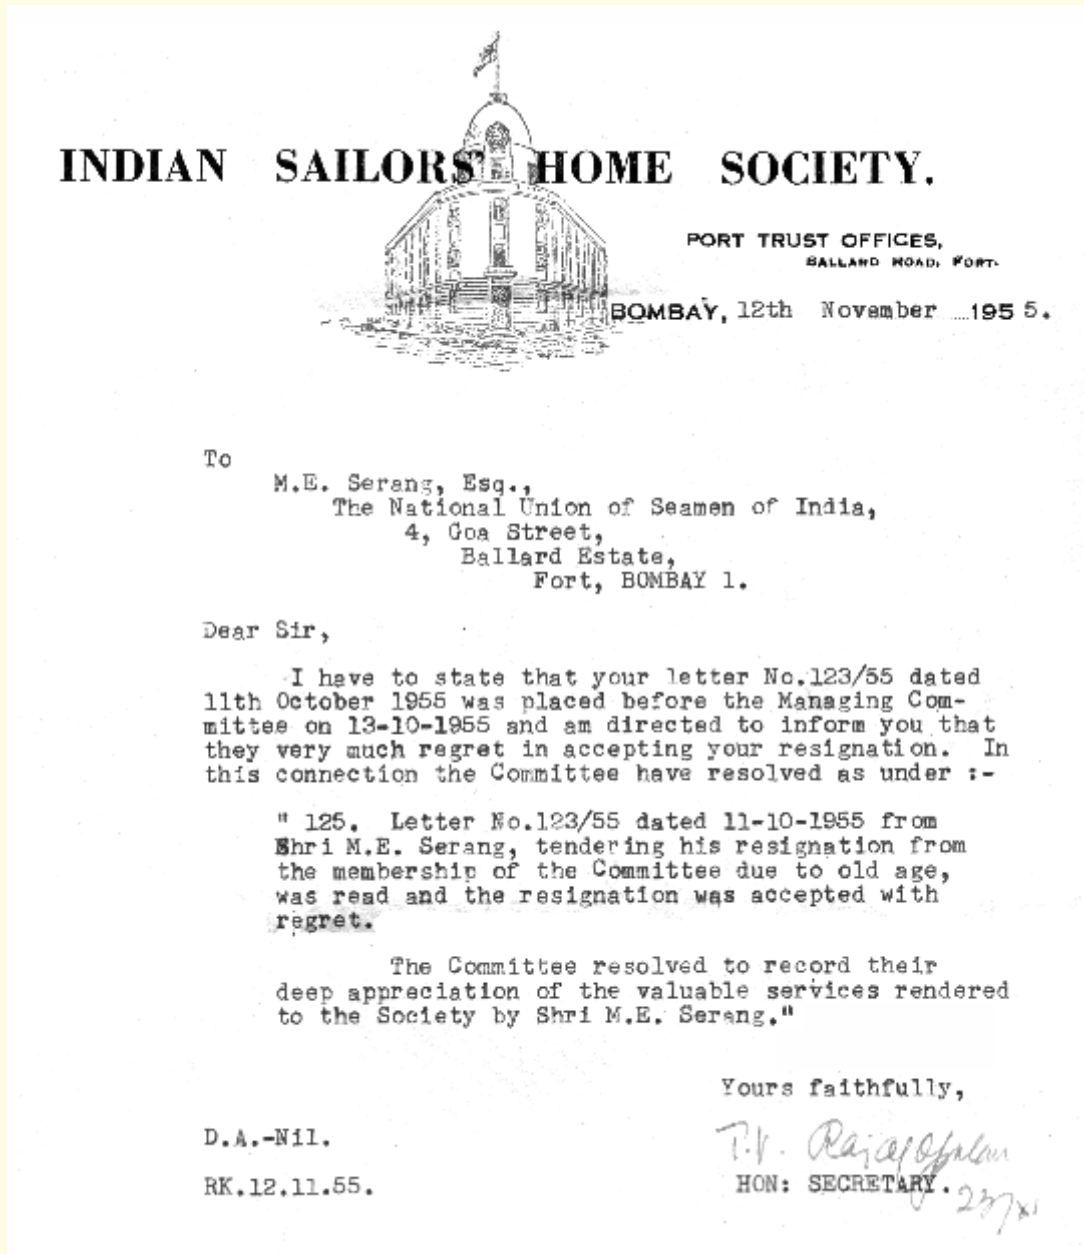 INDIAN SAILORS' HOME SOCIETY.
PORT TRUST OFFICES,
BALLARD ROAD, FORT.
BOMBAY, 12th November 1955.
To
M.E. Serang, Esq.,
The National Union of Seamen of India,
4, Goa Street,
Ballard Estate,
Fort, BOMBAY 1.
Dear Sir,
I have to state that your letter No.123/55 dated
11th October 1955 was placed before the Managing Com-
mittee on 13-10-1955 and am directed to inform you that
they very much regret in accepting your resignation. In
this connection the Committee have resolved as under :-
" 125. Letter No.123/55 dated 11-10-1955 from
Shri M.E. Serang, tendering his resignation from
the membership of the Committee due to old age,
was read and the resignation was accepted with
regret.
The Committee resolved to record their
deep appreciation of the valuable services rendered
to the Society by Shri M.E. Serang."
Yours faithfully,
D.A.-Nil.
T.V. Rajagopalan
RK.12.11.55.
HON: SECRETARY.